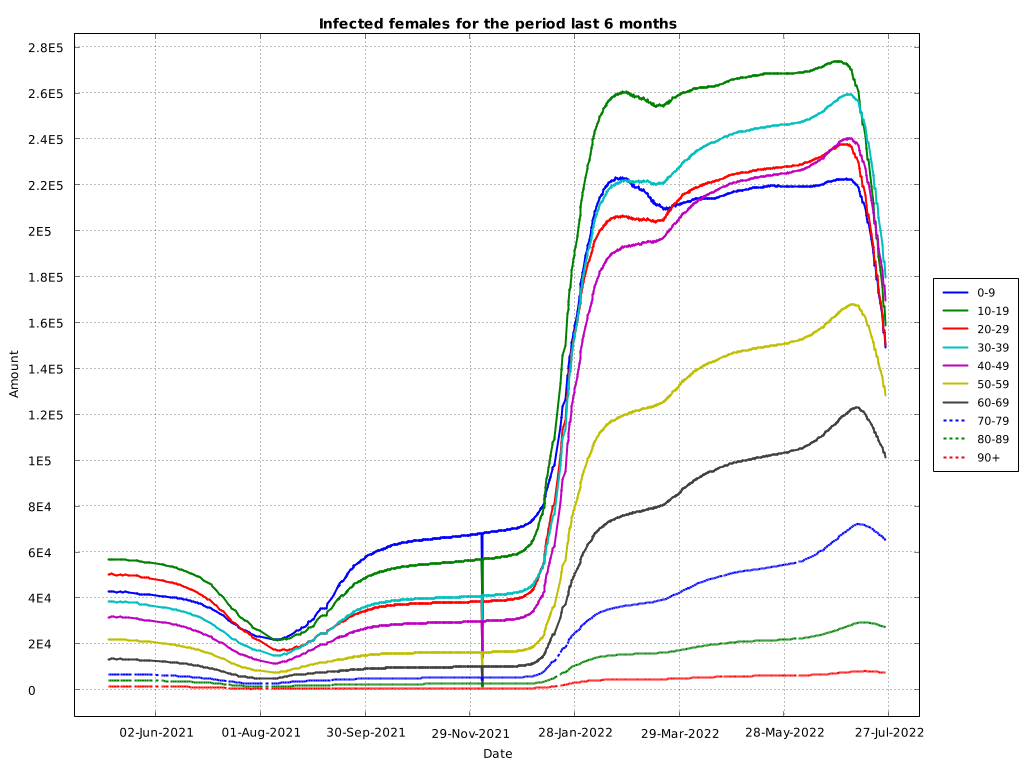 Infected females for the period last 6 months
2.8E5
2.6E5
2.4E5
2.2E5
2E5
1.8E5
1.6E5
1.4E5
1.2E5
1E5
8E4
6E4
4E4
2E4
0
Amount
02-Jun-2021 01-Aug-2021 30-Sep-2021 29-Nov-2021 28-Jan-2022 29-Mar-2022 28-May-2022 27-Jul-2022
Date
0-9
10-19
20-29
30-39
40-49
50-59
60-69
70-79
80-89
90+